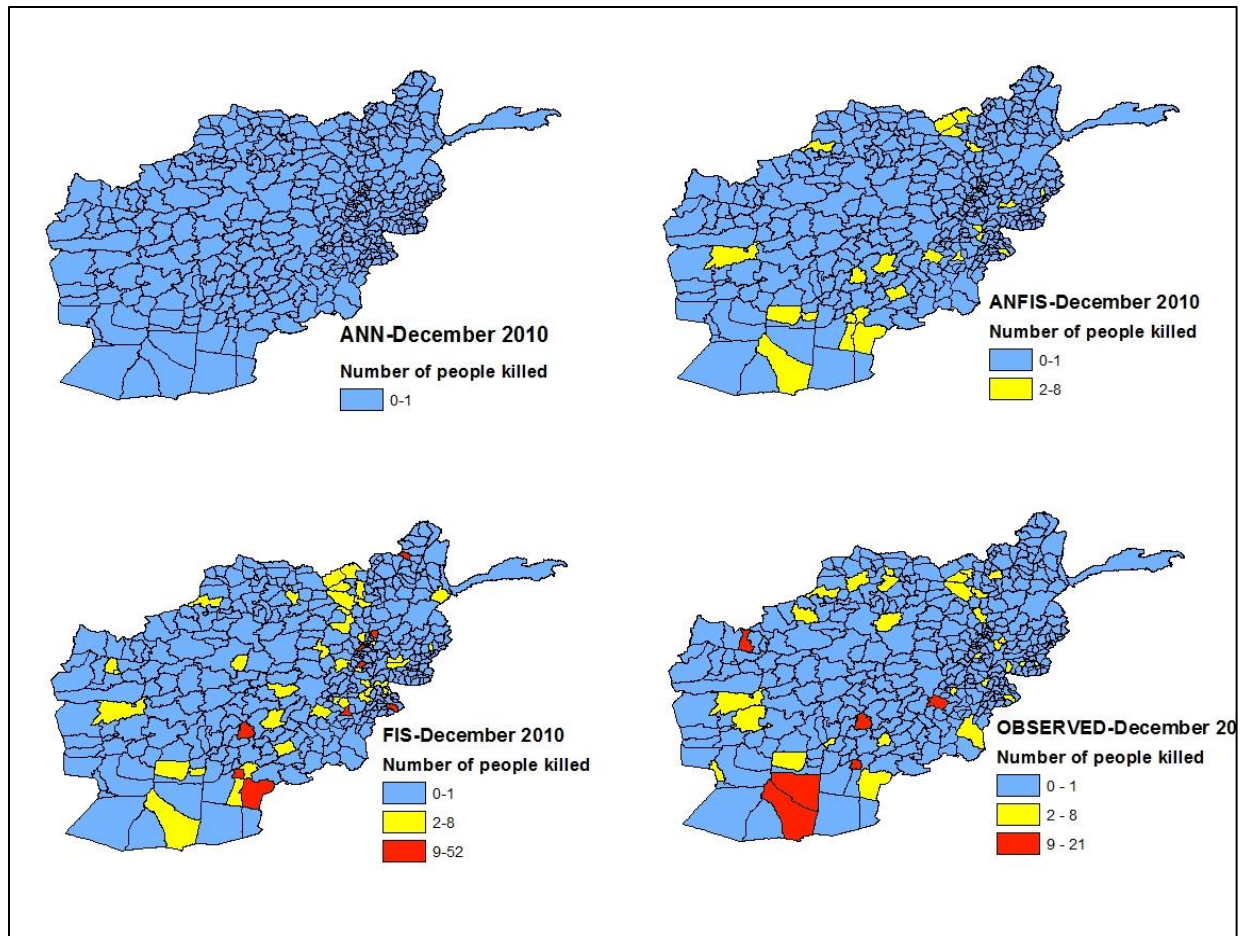 ANN-December 2010
Number of people killed
0-1
ANFIS-December 2010
Number of people killed
0-1
2-8
FIS-December 2010
Number of people killed
0-1
2-8
9-52
OBSERVED-December 20
Number of people killed
0 - 1
2 - 8
9 - 21